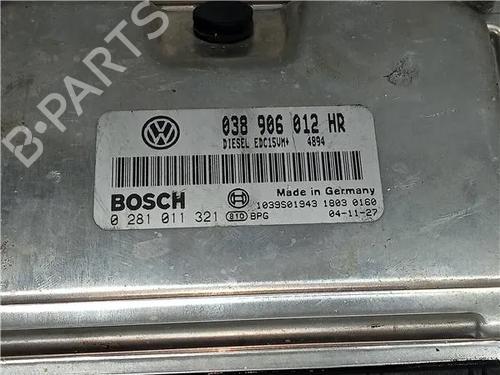 038 906 012 HR
DIESEL EDC15VM+ 4894
BOSCH
Made in Germany
0 281 011 321 810 BPG
1039S01943 1803 0160
04-11-27
B-PARTS